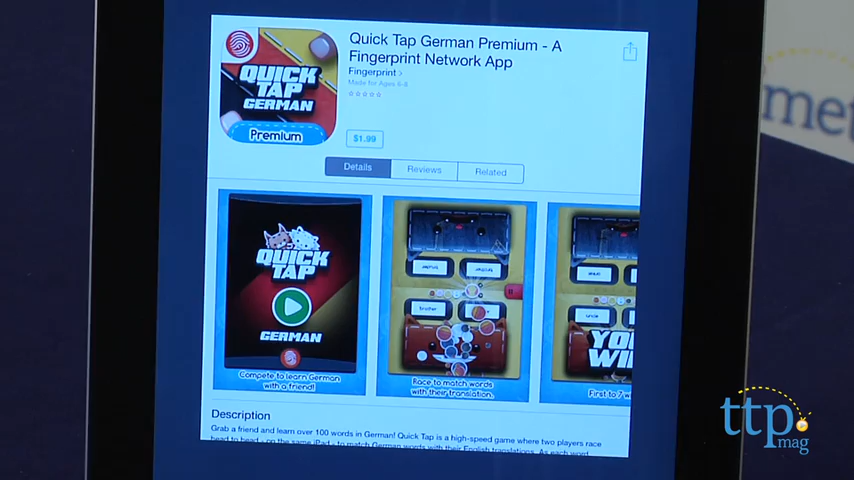 Quick Tap German Premium - A
Fingerprint Network App
Fingerprint >
Made for Ages 6-8
$1.99
QUICK
TAP
GERMAN
Premium
Details
Reviews
Related
QUICK
TAP
GERMAN
Compete to learn German
with a friend!
brother
Race to match words
with their translation.
uncle
YOU
WI
First to 7 w
Description
Grab a friend and learn over 100 words in German! Quick Tap is a high-speed game where two players race
head to head - on the same iPad - to match German words with their English translations. As each word
met
ttp
mag